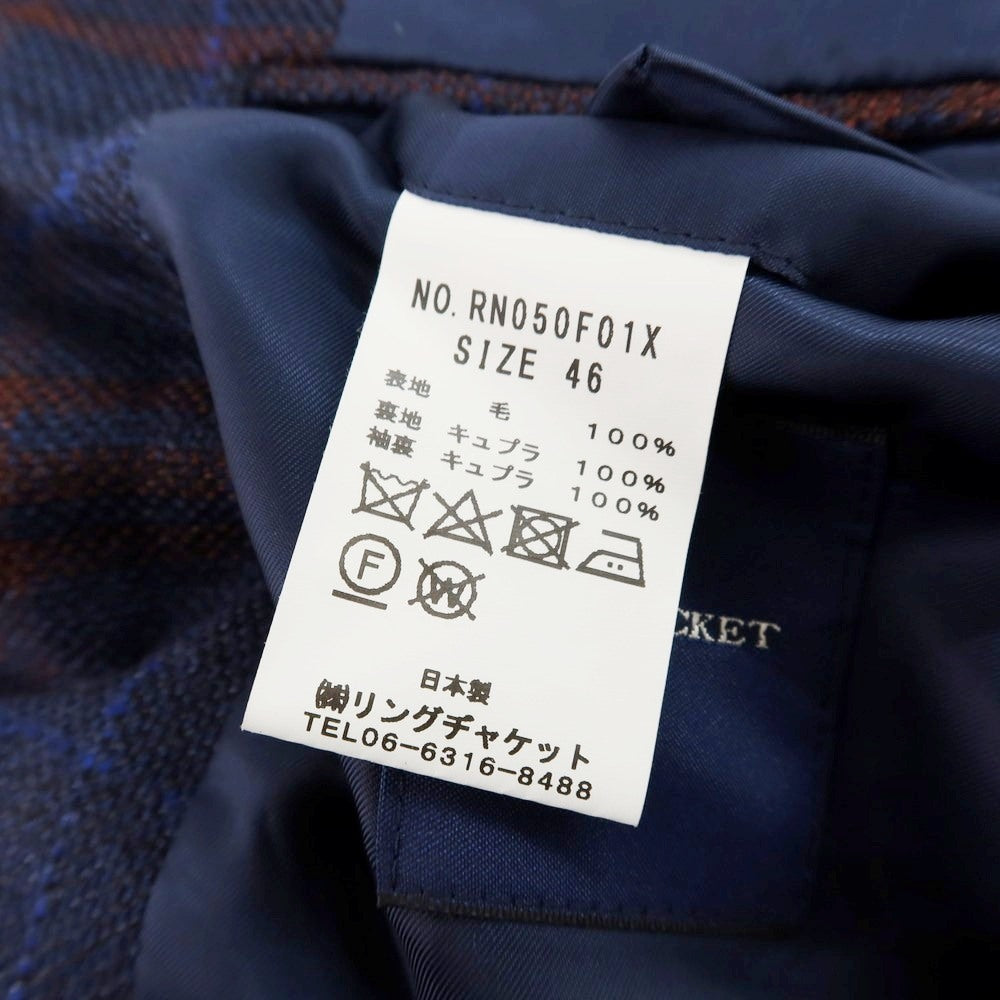 NO. RN050F01X
SIZE 46
表地 毛 100%
裏地 キュプラ 100%
袖裏 キュプラ 100%
F W
日本製
㈱リングヂャケット
TEL06-6316-8488
CKET